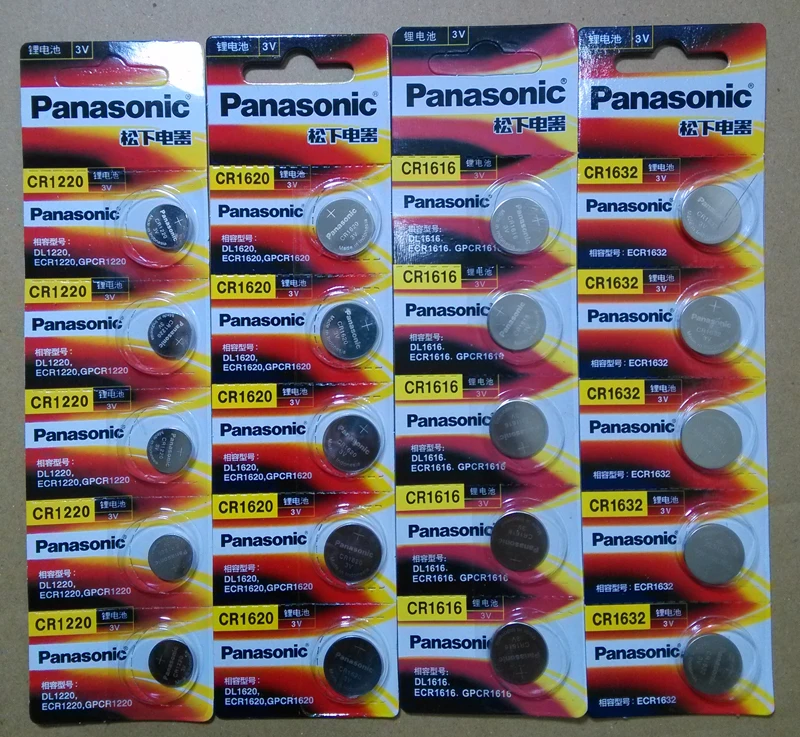 锂电池 3V
Panasonic
松下电器
CR1220 锂电池 3V
Panasonic
相容型号:
DL1220,
ECR1220,GPCR1220
CR1220 锂电池 3V
Panasonic
相容型号:
DL1220,
ECR1220,GPCR1220
CR1220 锂电池 3V
Panasonic
相容型号:
DL1220,
ECR1220,GPCR1220
CR1220 锂电池 3V
Panasonic
相容型号:
DL1220,
ECR1220,GPCR1220
CR1220 锂电池 3V
Panasonic
相容型号:
DL1220,
ECR1220,GPCR1220
锂电池 3V
Panasonic
松下电器
CR1620 锂电池 3V
Panasonic
相容型号:
DL1620,
ECR1620,GPCR1620
CR1620 锂电池 3V
Panasonic
相容型号:
DL1620,
ECR1620,GPCR1620
CR1620 锂电池 3V
Panasonic
相容型号:
DL1620,
ECR1620,GPCR1620
CR1620 锂电池 3V
Panasonic
相容型号:
DL1620,
ECR1620,GPCR1620
CR1620 锂电池 3V
Panasonic
相容型号:
DL1620,
ECR1620,GPCR1620
锂电池 3V
Panasonic®
松下电器
CR1616 锂电池 3V
Panasonic
相容型号:
DL1616.
ECR1616. GPCR1616
CR1616 锂电池 3V
Panasonic
相容型号:
DL1616.
ECR1616. GPCR1616
CR1616 锂电池 3V
Panasonic
相容型号:
DL1616.
ECR1616. GPCR1616
CR1616 锂电池 3V
Panasonic
相容型号:
DL1616.
ECR1616. GPCR1616
CR1616 锂电池 3V
Panasonic
相容型号:
DL1616.
ECR1616. GPCR1616
锂电池 3V
Panasonic®
松下电器
CR1632 锂电池 3V
Panasonic
相容型号: ECR1632
CR1632 锂电池 3V
Panasonic
相容型号: ECR1632
CR1632 锂电池 3V
Panasonic
相容型号: ECR1632
CR1632 锂电池 3V
Panasonic
相容型号: ECR1632
CR1632 锂电池 3V
Panasonic
相容型号: ECR1632